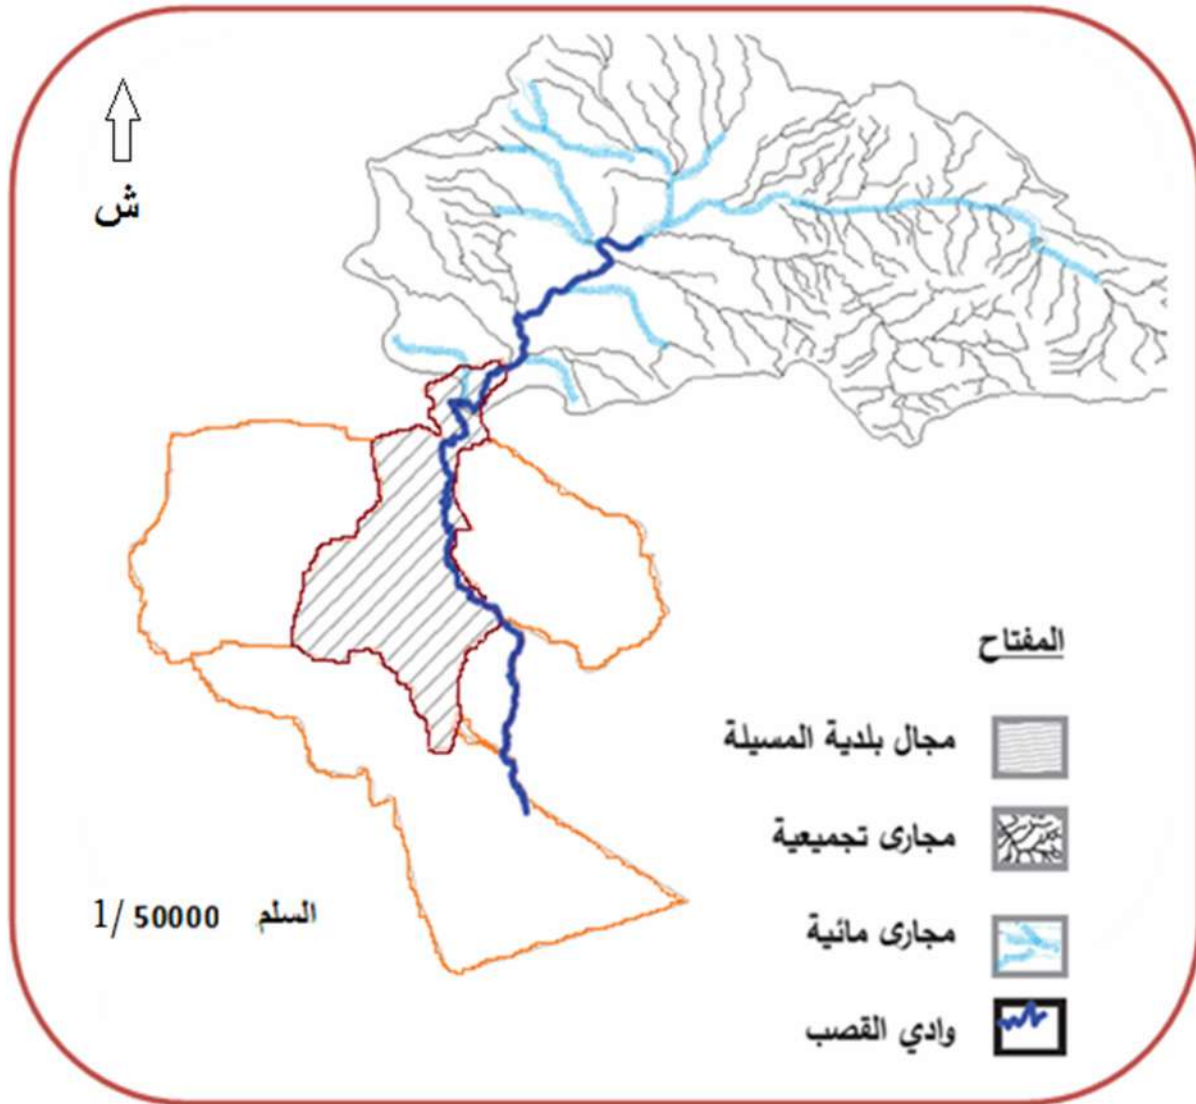 ش
المفتاح
مجال بلدية المسيلة
مجارى تجميعية
مجارى مائية
وادي القصب
السلم 50000 /1